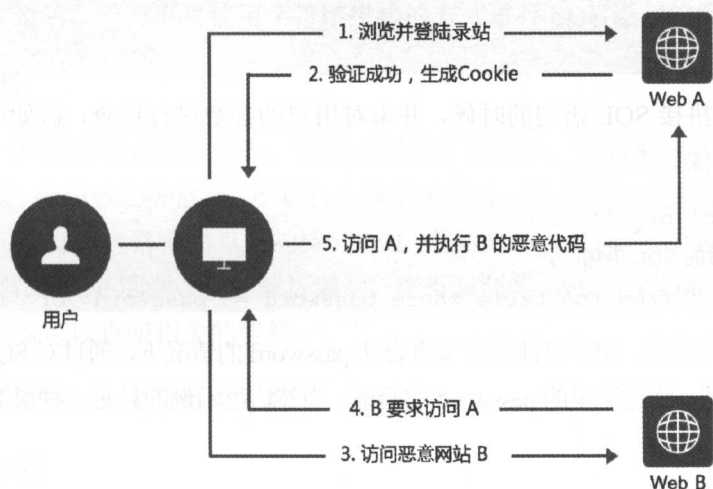 1. 浏览并登陆录站
2. 验证成功，生成Cookie
Web A
5. 访问 A，并执行 B 的恶意代码
用户
4. B 要求访问 A
3. 访问恶意网站 B
Web B